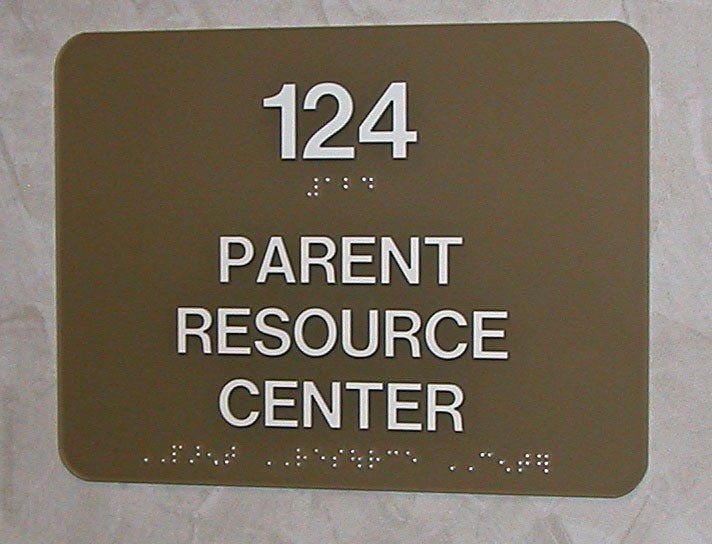 124
⠼⠁⠃⠙
PARENT
RESOURCE
CENTER